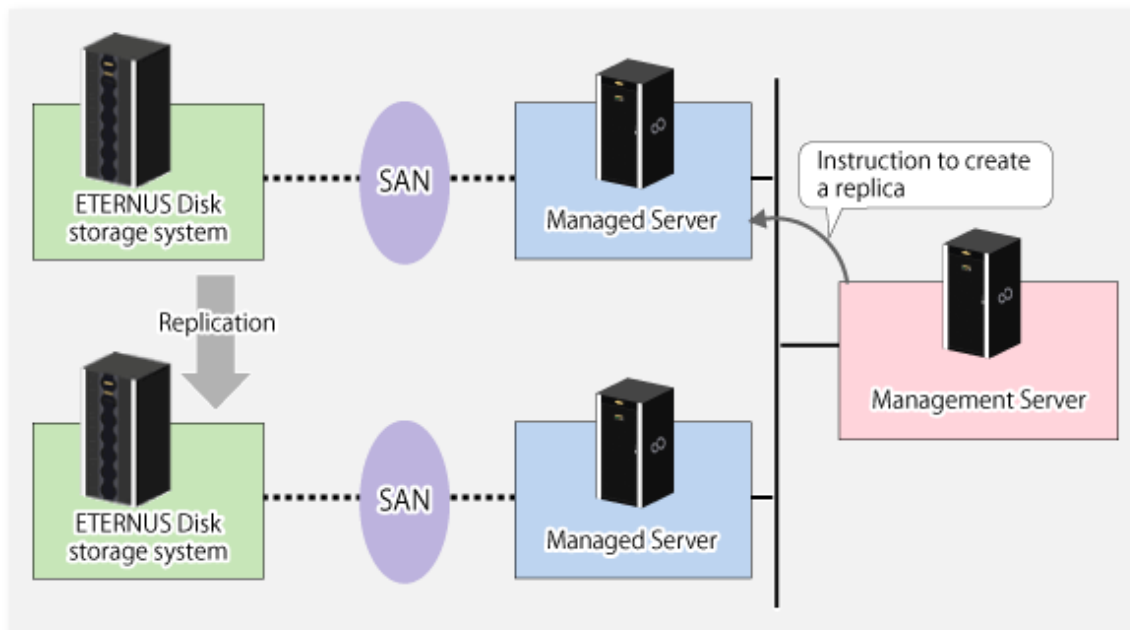 ETERNUS Disk
storage system
SAN
Managed Server
Instruction to create
a replica
Replication
Management Server
ETERNUS Disk
storage system
SAN
Managed Server